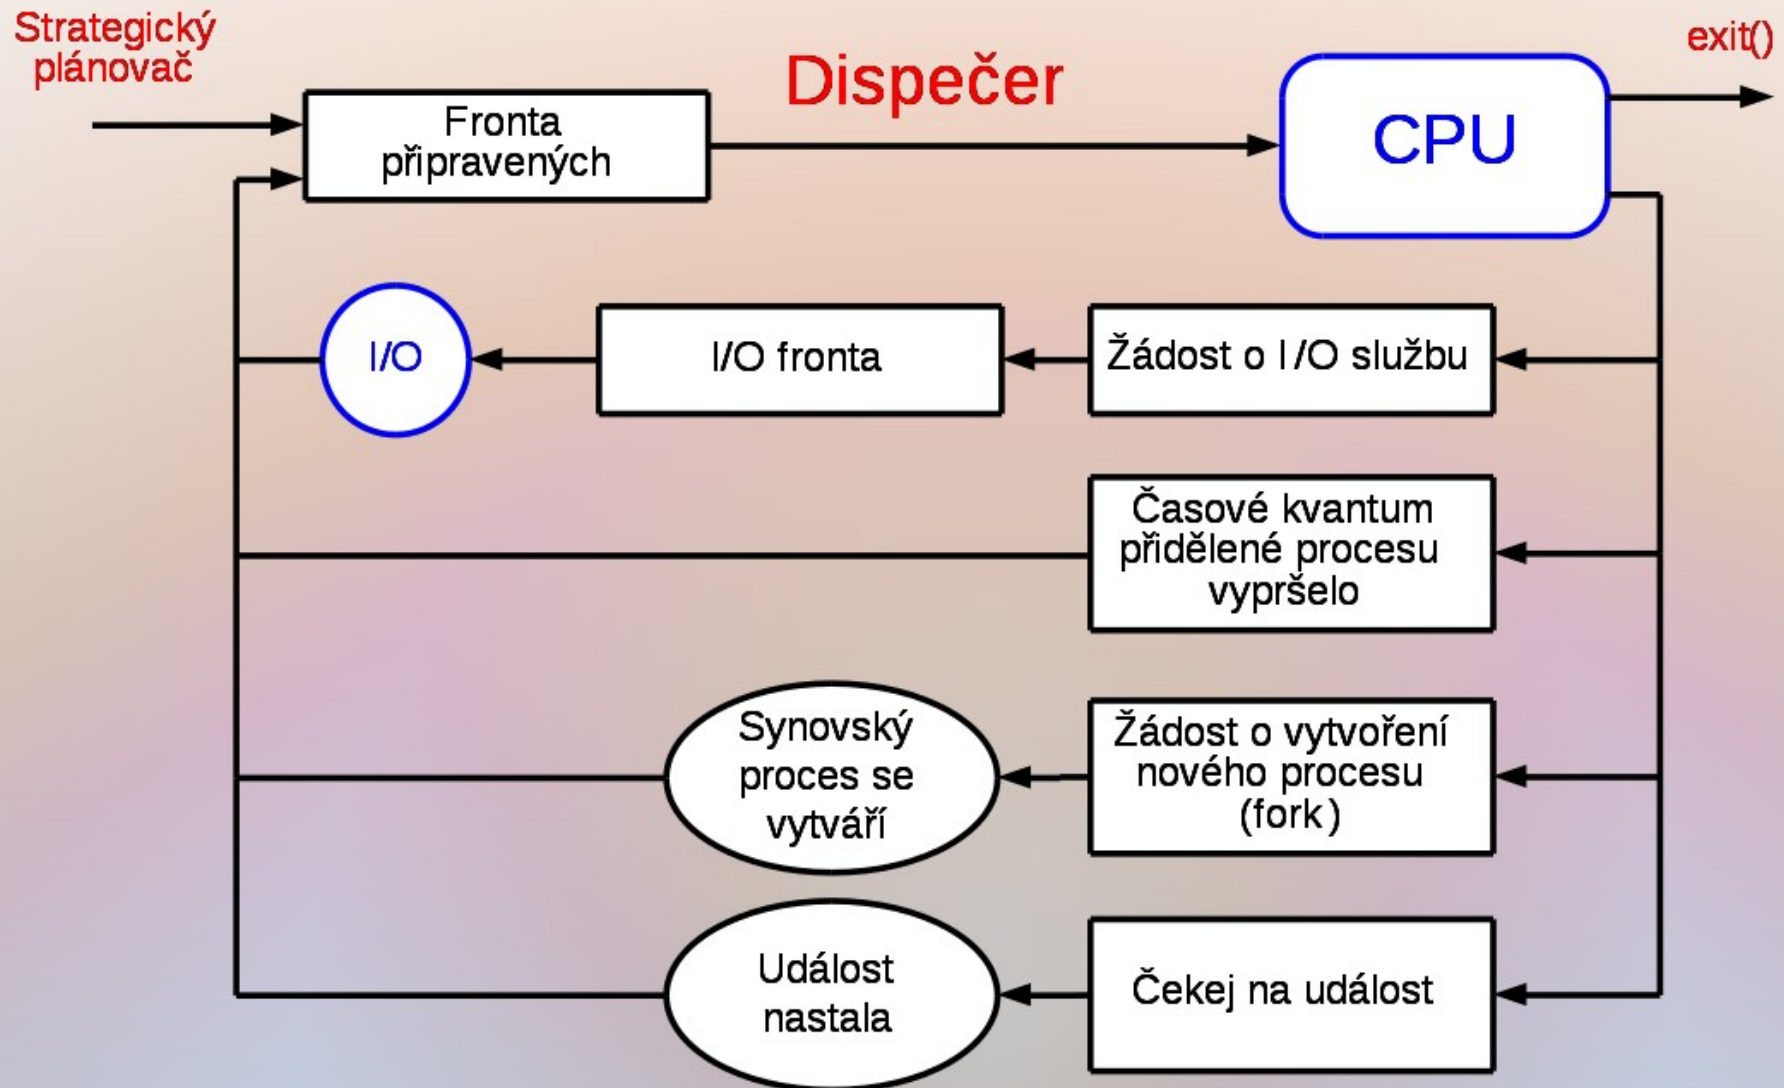 Strategický
plánovač
Dispečer
exit()
Fronta
připravených
CPU
I/O
I/O fronta
Žádost o I/O službu
Časové kvantum
přidělené procesu
vypršelo
Synovský
proces se
vytváří
Žádost o vytvoření
nového procesu
(fork)
Událost
nastala
Čekej na událost